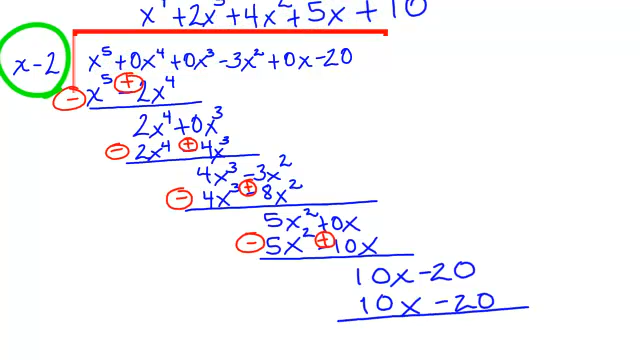 x⁴ + 2x³ + 4x² + 5x + 10
x - 2 x⁵ + 0x⁴ + 0x³ - 3x² + 0x - 20
- x⁵ + 2x⁴
2x⁴ + 0x³
- 2x⁴ + 4x³
4x³ - 3x²
- 4x³ + 8x²
5x² + 0x
- 5x² + 10x
10x - 20
10x - 20